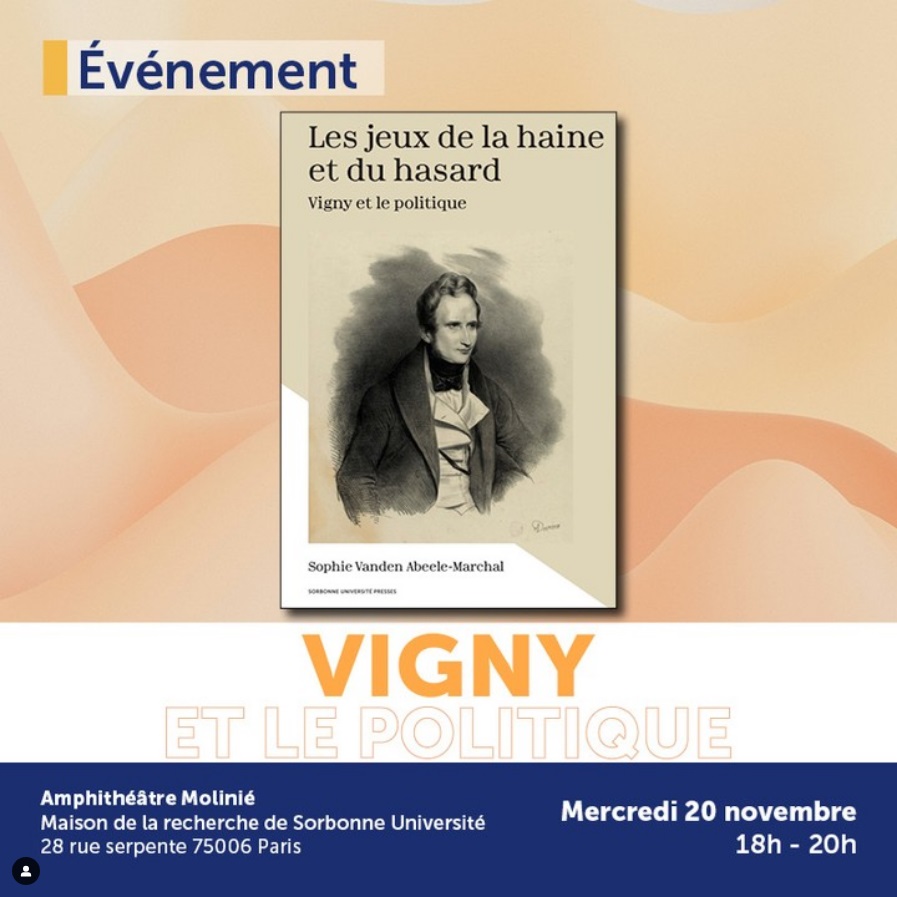 Événement
Les jeux de la haine
et du hasard
Vigny et le politique
Sophie Vanden Abeele-Marchal
SORBONNE UNIVERSITÉ PRESSES
VIGNY
ET LE POLITIQUE
Amphithéâtre Molinié
Maison de la recherche de Sorbonne Université
28 rue serpente 75006 Paris
Mercredi 20 novembre
18h - 20h